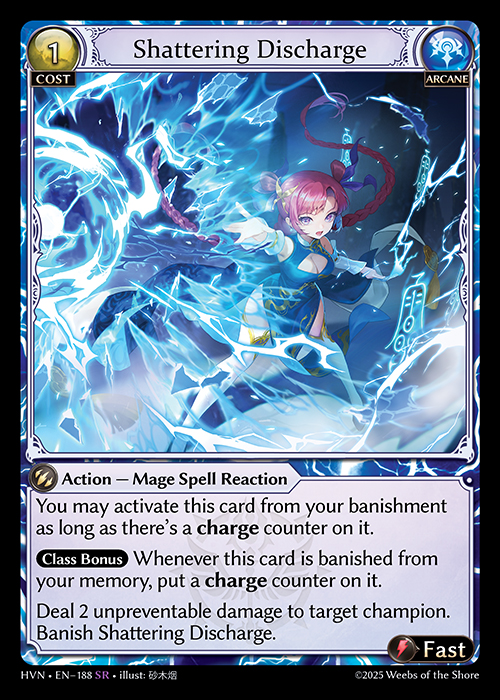 1
Shattering Discharge
COST
ARCANE
雷
Action — Mage Spell Reaction
You may activate this card from your banishment
as long as there's a charge counter on it.
Class Bonus Whenever this card is banished from
your memory, put a charge counter on it.
Deal 2 unpreventable damage to target champion.
Banish Shattering Discharge.
Fast
HVN • EN-188 SR • illust: 砂木烟
©2025 Weebs of the Shore